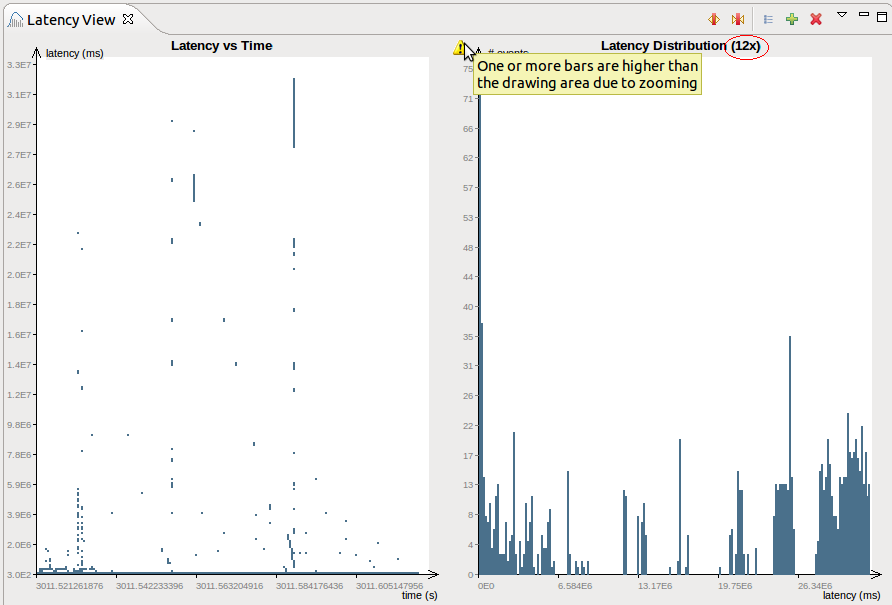 Latency View
Latency vs Time
latency (ms)
3.3E7
3.1E7
2.9E7
2.7E7
2.6E7
2.4E7
2.2E7
2.0E7
1.8E7
1.6E7
1.4E7
1.2E7
9.8E6
7.8E6
5.9E6
3.9E6
2.0E6
3.0E2
3011.521261876
3011.542233396
3011.563204916
3011.584176436
3011.605147956
time (s)
Latency Distribution (12x)
# events
One or more bars are higher than
the drawing area due to zooming
75
71
66
62
57
53
48
44
40
35
31
26
22
17
13
8
4
0
0E0
6.584E6
13.17E6
19.75E6
26.34E6
latency (ms)